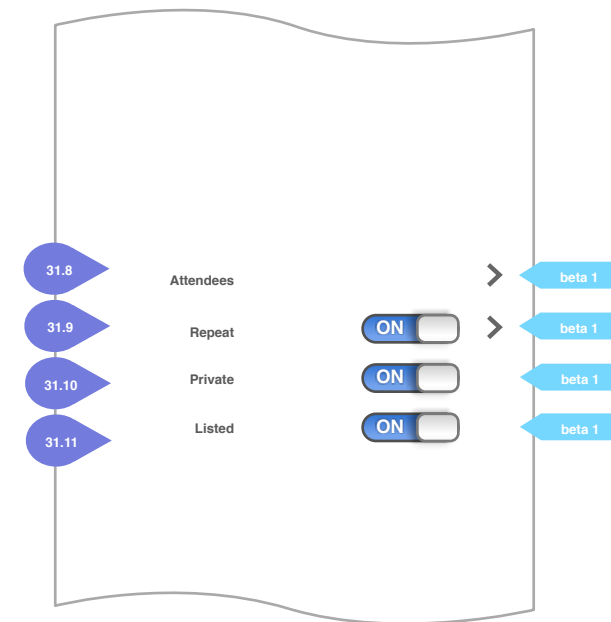 31.8 Attendees beta 1
31.9 Repeat ON beta 1
31.10 Private ON beta 1
31.11 Listed ON beta 1